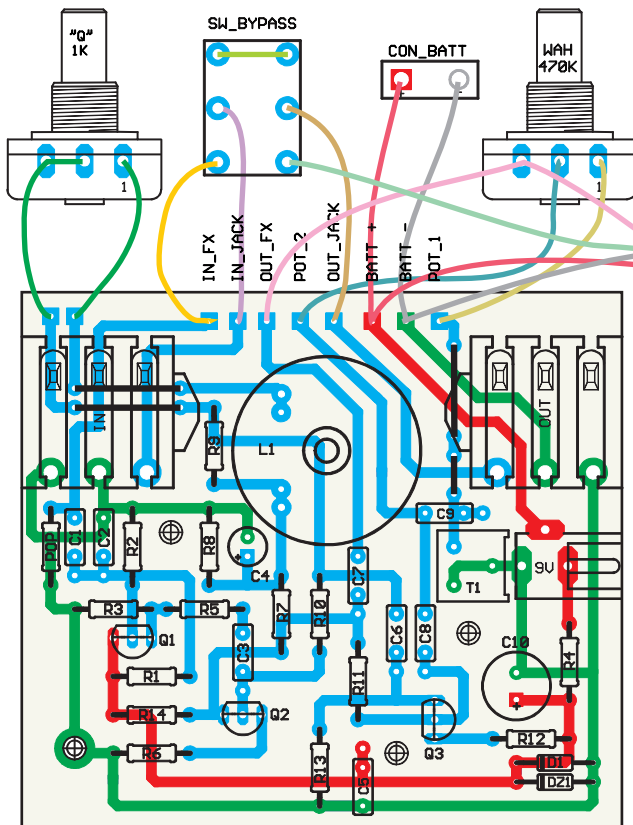 SW_BYPASS
"Q"
1K
CON_BATT
+
-
WAH
470K
1
1
IN_FX
IN_JACK
OUT_FX
POT_2
OUT_JACK
BATT +
BATT -
POT_1
IN
OUT
L1
R9
C9
POP
C1
C2
R2
R8
+
C4
C7
T1
9V
R3
R5
Q1
R7
R10
C6
C8
C10
R4
C3
R1
R11
+
R14
Q2
Q3
R12
R6
R13
C5
D1
DZ1